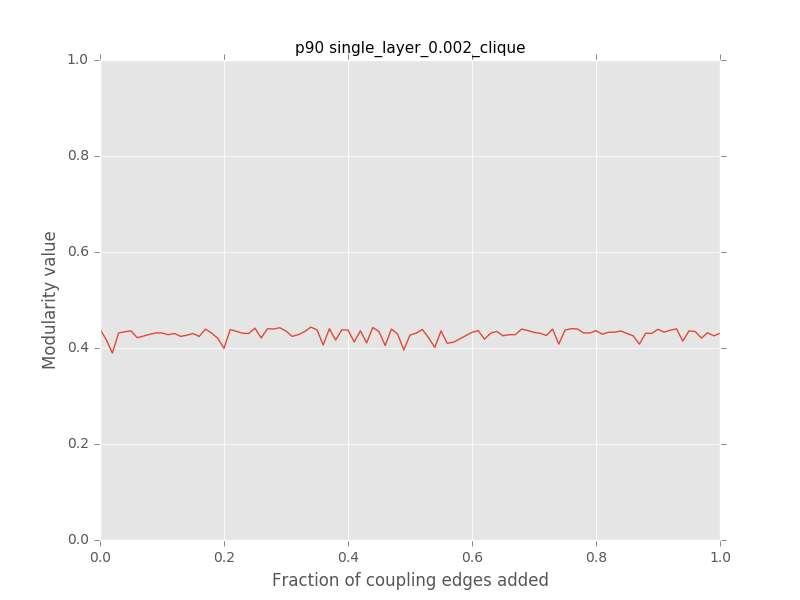 p90 single_layer_0.002_clique
1.0
0.8
0.6
0.4
0.2
0.0
Modularity value
0.0 0.2 0.4 0.6 0.8 1.0
Fraction of coupling edges added